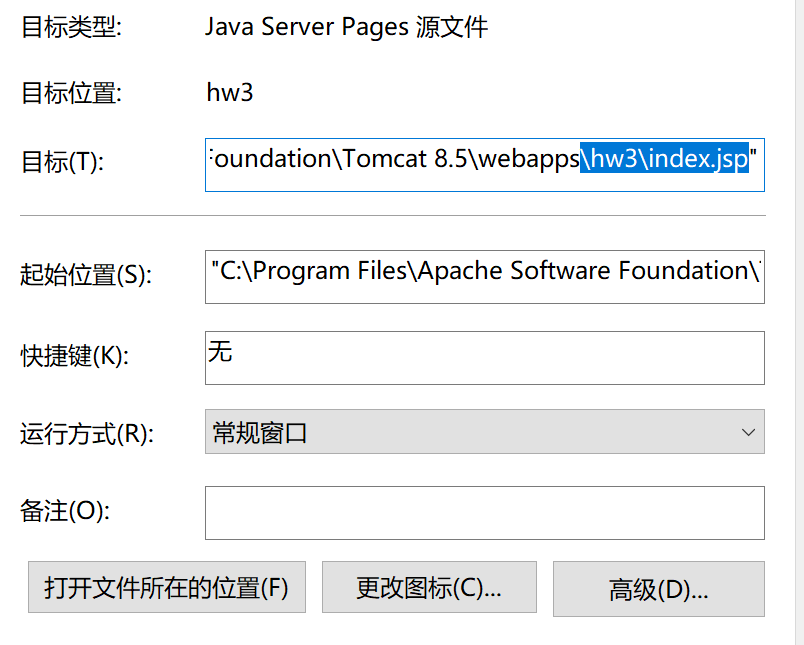 目标类型: Java Server Pages 源文件
目标位置: hw3
目标(T): Foundation\Tomcat 8.5\webapps\hw3\index.jsp"
起始位置(S): "C:\Program Files\Apache Software Foundation\
快捷键(K): 无
运行方式(R): 常规窗口
备注(O):
打开文件所在的位置(F) 更改图标(C)... 高级(D)...